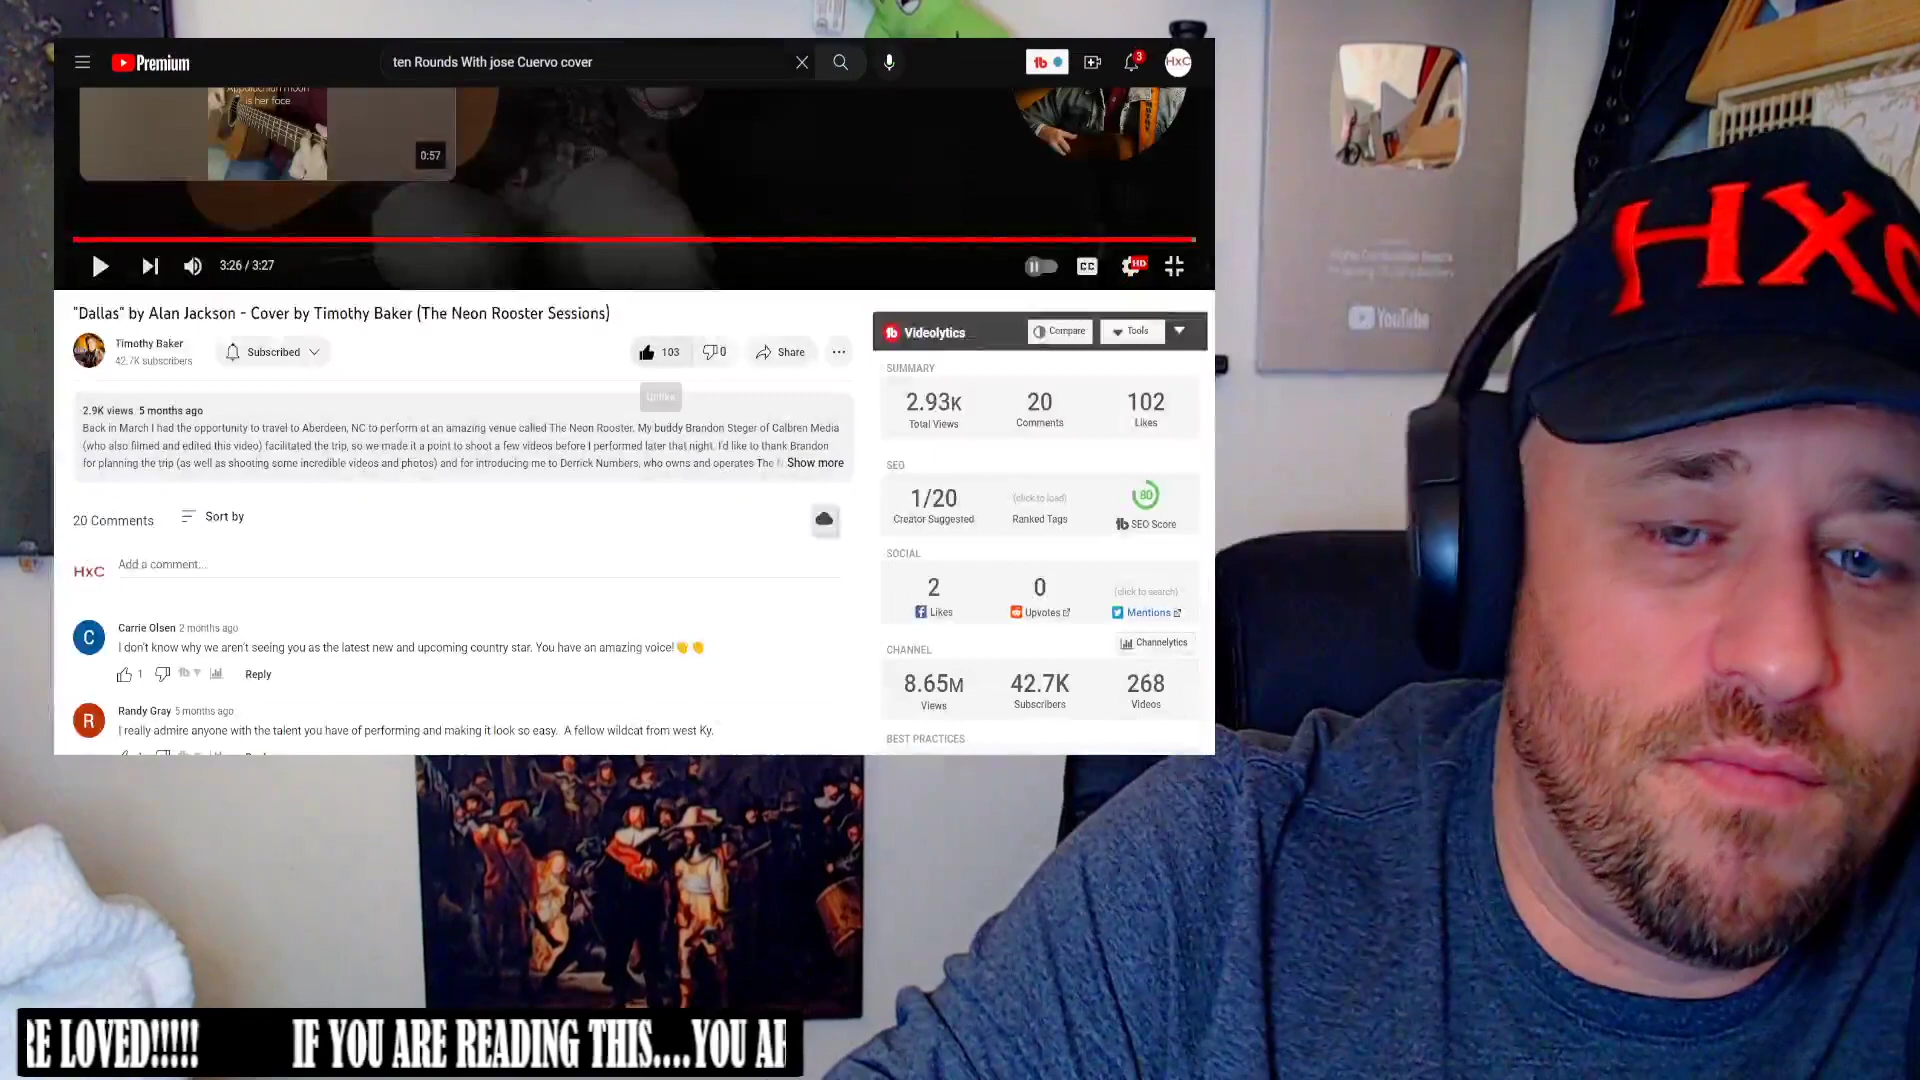 Premium
ten Rounds With jose Cuervo cover
3
HxC
Appalachian moon
is her face
0:57
3:26 / 3:27
CC
HD
"Dallas" by Alan Jackson - Cover by Timothy Baker (The Neon Rooster Sessions)
Timothy Baker
42.7K subscribers
Subscribed
103
0
Share
Unlike
2.9K views 5 months ago
Back in March I had the opportunity to travel to Aberdeen, NC to perform at an amazing venue called The Neon Rooster. My buddy Brandon Steger of Calbren Media
(who also filmed and edited this video) facilitated the trip, so we made it a point to shoot a few videos before I performed later that night. I'd like to thank Brandon
for planning the trip (as well as shooting some incredible videos and photos) and for introducing me to Derrick Numbers, who owns and operates The N Show more
20 Comments
Sort by
HxC
Add a comment...
C
Carrie Olsen 2 months ago
I don't know why we aren't seeing you as the latest new and upcoming country star. You have an amazing voice!👏👏
1
Reply
R
Randy Gray 5 months ago
I really admire anyone with the talent you have of performing and making it look so easy. A fellow wildcat from west Ky.
Videolytics
Compare
Tools
SUMMARY
2.93K
Total Views
20
Comments
102
Likes
SEO
1/20
Creator Suggested
(click to load)
Ranked Tags
80
SEO Score
SOCIAL
2
Likes
0
Upvotes
(click to search)
Mentions
Channelytics
CHANNEL
8.65M
Views
42.7K
Subscribers
268
Videos
BEST PRACTICES
YouTube
HXC
RE LOVED!!!!! IF YOU ARE READING THIS....YOU AR